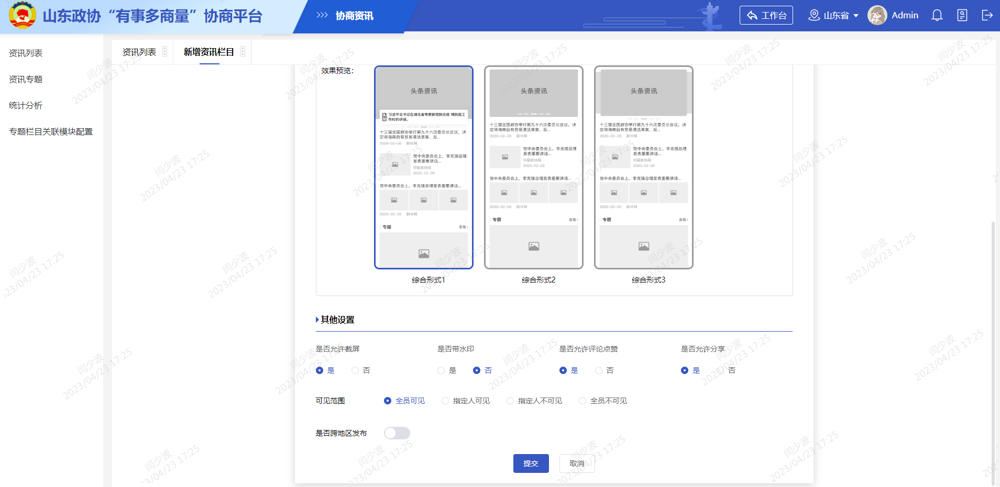 山东政协“有事多商量”协商平台
协商资讯
工作台
山东省
Admin
资讯列表
资讯专题
统计分析
专题栏目关联模块配置
资讯列表
新增资讯栏目
效果预览：
头条资讯
习近平总书记在湖北省考察新冠肺炎疫 情防控工
作时的讲话。
十三届全国政协举行第九十六次委员长会议，决
定将海南自有贸易港法草案、反...
2020-02-06 新华网
党中央委员会上，李克强总理
发表重要讲话...
中国政协网
2020-02-06
党中央委员会上，李克强总理发表重要讲话...
2020-02-06 新华网
专题
查看›
综合形式1
头条资讯
十三届全国政协举行第九十六次委员长会议，决
定将海南自有贸易港法草案、反...
2020-02-06 新华网
党中央委员会上，李克强总理
发表重要讲话...
中国政协网
2020-02-06
党中央委员会上，李克强总理发表重要讲话...
2020-02-06 新华网
专题
查看›
综合形式2
头条资讯
十三届全国政协举行第九十六次委员长会议，决
定将海南自有贸易港法草案、反...
2020-02-06 新华网
党中央委员会上，李克强总理
发表重要讲话...
中国政协网
2020-02-06
党中央委员会上，李克强总理发表重要讲话...
2020-02-06 新华网
专题
查看›
综合形式3
其他设置
是否允许截屏
是 否
是否带水印
是 否
是否允许评论点赞
是 否
是否允许分享
是 否
可见范围
全员可见 指定人可见 指定人不可见 全员不可见
是否跨地区发布
提交
取消
闫少波
2023/04/23 17:25